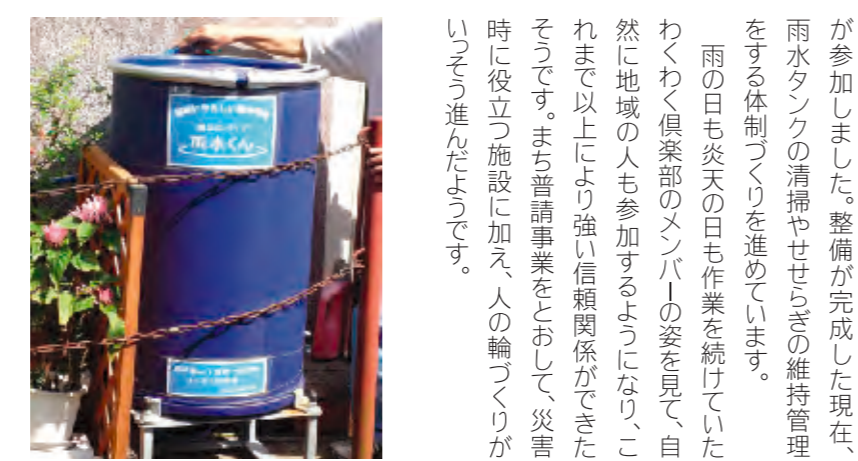 が参加しました。整備が完成した現在、
雨水タンクの清掃やせせらぎの維持管理
をする体制づくりを進めています。
雨の日も炎天の日も作業を続けていた
わくわく倶楽部のメンバーの姿を見て、自
然に地域の人も参加するようになり、こ
れまで以上により強い信頼関係ができた
そうです。まち普請事業をとおして、災害
時に役立つ施設に加え、人の輪づくりが
いっそう進んだようです。
雨水くん